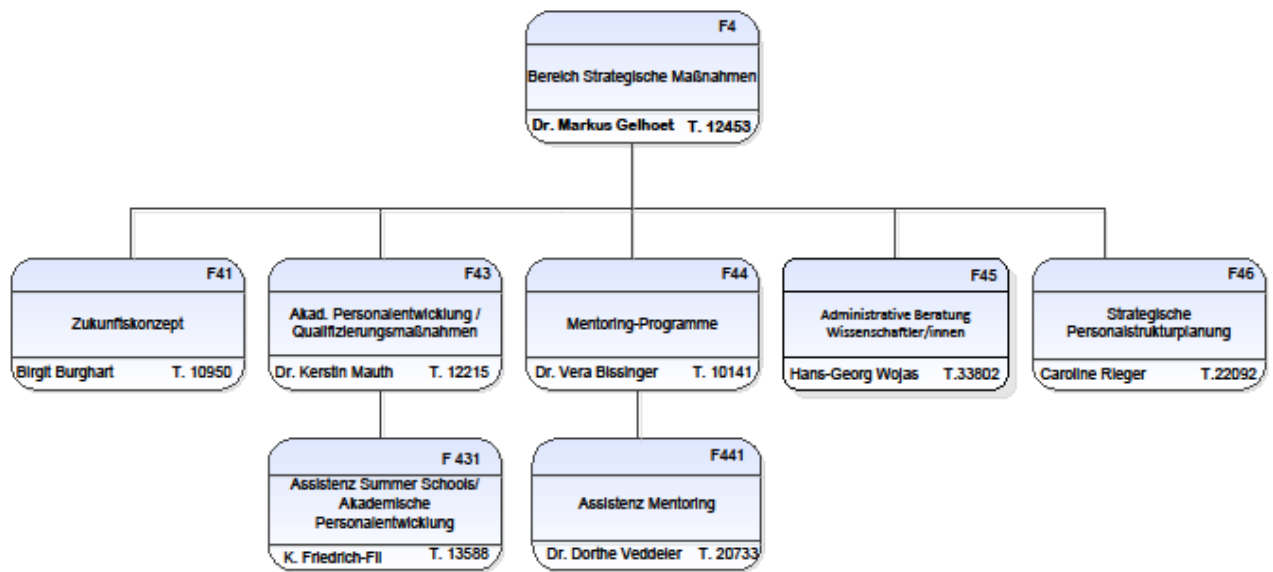 F4
Bereich Strategische Maßnahmen
Dr. Markus Gelhoet T. 12453
F41
Zukunftskonzept
Birgit Burghart T. 10950
F43
Akad. Personalentwicklung /
Qualifizierungsmaßnahmen
Dr. Kerstin Mauth T. 12215
F44
Mentoring-Programme
Dr. Vera Bissinger T. 10141
F45
Administrative Beratung
Wissenschaftler/innen
Hans-Georg Wojas T.33802
F46
Strategische
Personalstrukturplanung
Caroline Rieger T.22092
F 431
Assistenz Summer Schools/
Akademische
Personalentwicklung
K. Friedrich-Fil T. 13588
F441
Assistenz Mentoring
Dr. Dorthe Veddeler T. 20733